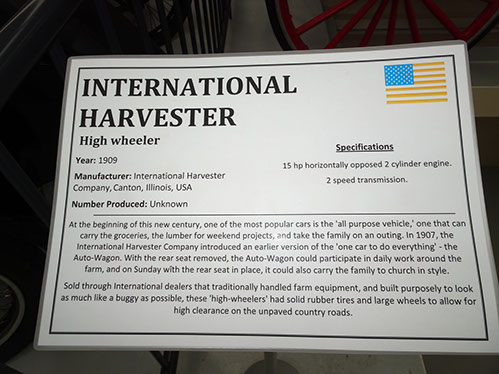 INTERNATIONAL
HARVESTER
High wheeler
Year: 1909
Manufacturer: International Harvester
Company, Canton, Illinois, USA
Number Produced: Unknown
Specifications
15 hp horizontally opposed 2 cylinder engine.
2 speed transmission.
At the beginning of this new century, one of the most popular cars is the 'all purpose vehicle,' one that can
carry the groceries, the lumber for weekend projects, and take the family on an outing. In 1907, the
International Harvester Company introduced an earlier version of the 'one car to do everything' - the
Auto-Wagon. With the rear seat removed, the Auto-Wagon could participate in daily work around the
farm, and on Sunday with the rear seat in place, it could also carry the family to church in style.
Sold through International dealers that traditionally handled farm equipment, and built purposely to look
as much like a buggy as possible, these 'high-wheelers' had solid rubber tires and large wheels to allow for
high clearance on the unpaved country roads.